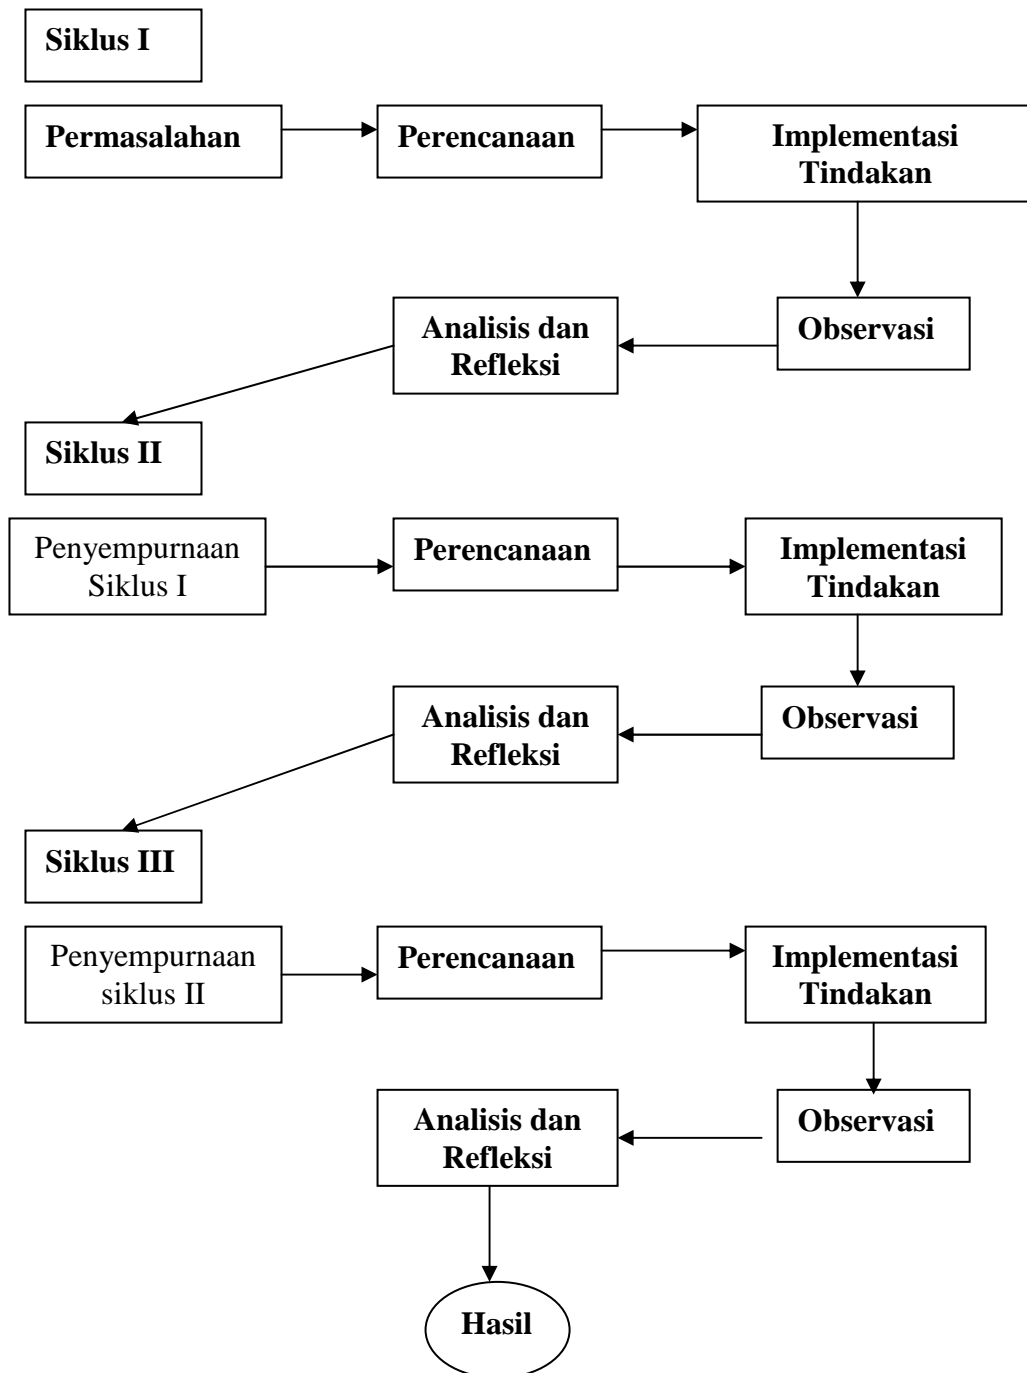 Siklus I
Permasalahan
Perencanaan
Implementasi
Tindakan
Analisis dan
Refleksi
Observasi
Siklus II
Penyempurnaan
Siklus I
Perencanaan
Implementasi
Tindakan
Analisis dan
Refleksi
Observasi
Siklus III
Penyempurnaan
siklus II
Perencanaan
Implementasi
Tindakan
Analisis dan
Refleksi
Observasi
Hasil